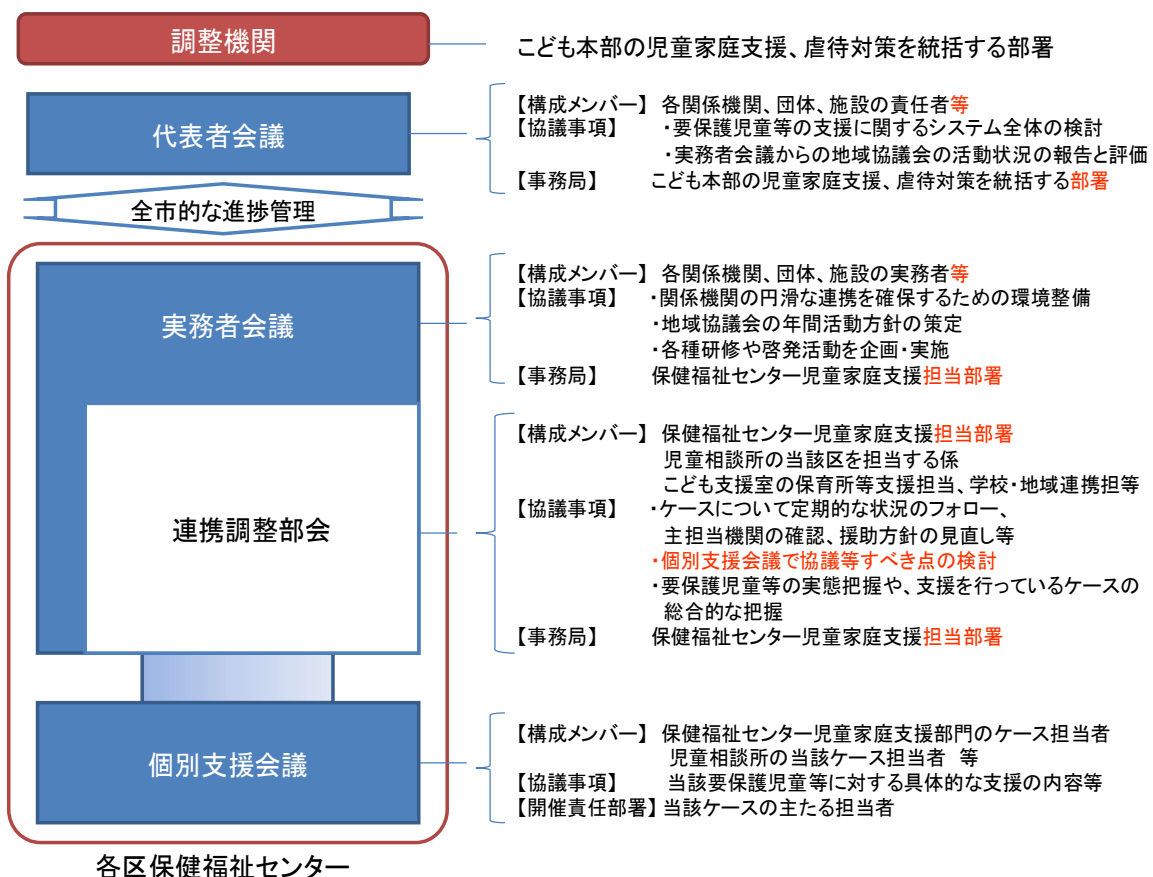 調整機関
こども本部の児童家庭支援、虐待対策を統括する部署
代表者会議
【構成メンバー】 各関係機関、団体、施設の責任者等
【協議事項】 ・要保護児童等の支援に関するシステム全体の検討
・実務者会議からの地域協議会の活動状況の報告と評価
【事務局】 こども本部の児童家庭支援、虐待対策を統括する部署
全市的な進捗管理
実務者会議
【構成メンバー】 各関係機関、団体、施設の実務者等
【協議事項】 ・関係機関の円滑な連携を確保するための環境整備
・地域協議会の年間活動方針の策定
・各種研修や啓発活動を企画・実施
【事務局】 保健福祉センター児童家庭支援担当部署
連携調整部会
【構成メンバー】 保健福祉センター児童家庭支援担当部署
児童相談所の当該区を担当する係
こども支援室の保育所等支援担当、学校・地域連携担等
【協議事項】 ・ケースについて定期的な状況のフォロー、
主担当機関の確認、援助方針の見直し等
・個別支援会議で協議等すべき点の検討
・要保護児童等の実態把握や、支援を行っているケースの
総合的な把握
【事務局】 保健福祉センター児童家庭支援担当部署
個別支援会議
【構成メンバー】 保健福祉センター児童家庭支援部門のケース担当者
児童相談所の当該ケース担当者 等
【協議事項】 当該要保護児童等に対する具体的な支援の内容等
【開催責任部署】 当該ケースの主たる担当者
各区保健福祉センター